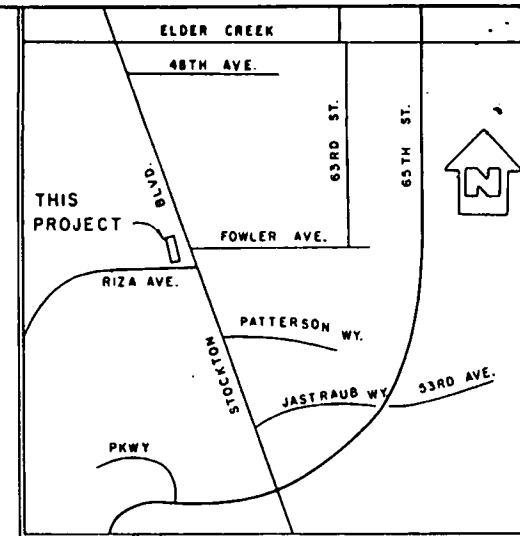 ELDER CREEK
48TH AVE.
63RD ST.
65TH ST.
N
BLVD.
THIS
PROJECT
FOWLER AVE.
RIZA AVE.
PATTERSON WY.
STOCKTON
JASTRAUB WY
53RD AVE.
PKWY